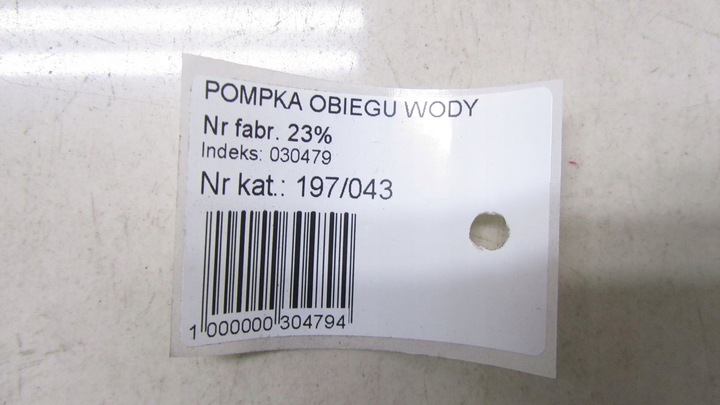 POMPKA OBIEGU WODY
Nr fabr. 23%
Indeks: 030479
Nr kat.: 197/043
1 000000 304794